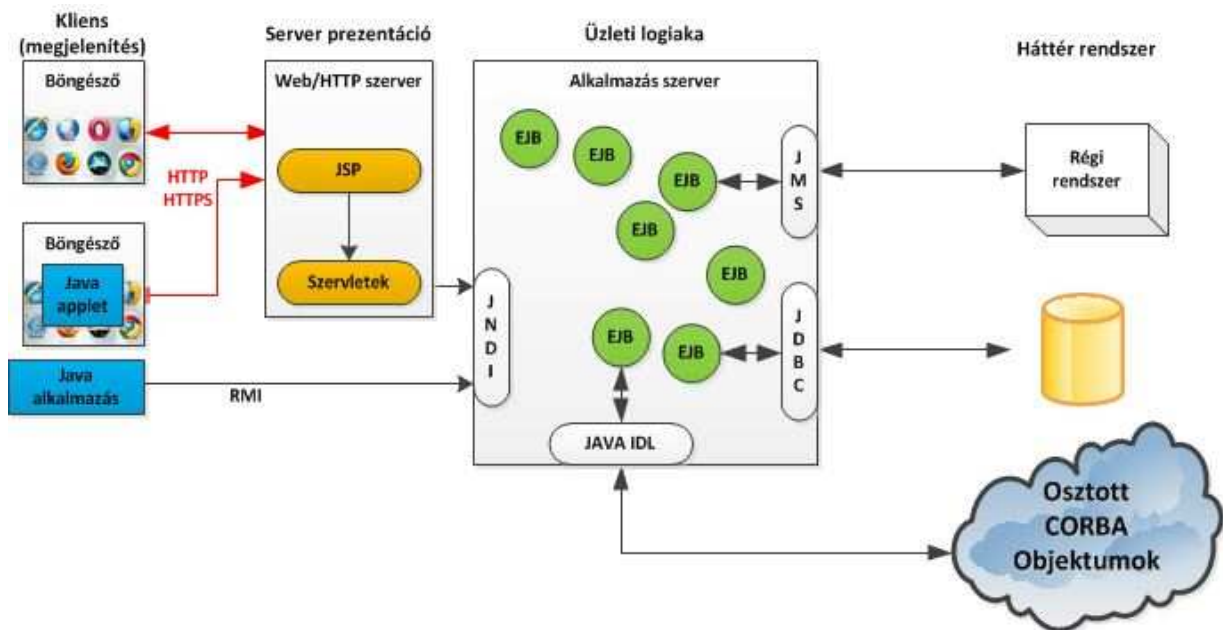 Kliens
(megjelenítés)
Server prezentáció
Üzleti logiaka
Háttér rendszer
Böngésző
Web/HTTP szerver
Alkalmazás szerver
HTTP
HTTPS
JSP
Szervletek
Böngésző
Java
applet
Java
alkalmazás
RMI
J
N
D
I
EJB
EJB
EJB
EJB
EJB
EJB
EJB
J
M
S
J
D
B
C
JAVA IDL
Régi
rendszer
Osztott
CORBA
Objektumok